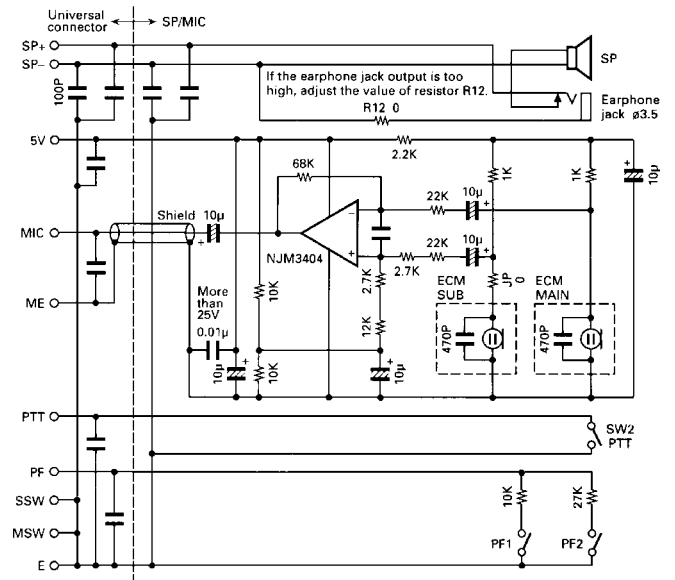 Universal
connector
SP/MIC
SP+
SP−
SP
100P
If the earphone jack output is too
high, adjust the value of resistor R12.
R12 0
Earphone
jack ø3.5
5V
2.2K
68K
1K
1K
10µ
MIC
Shield
10µ
22K
10µ
NJM3404
22K
10µ
2.7K
2.7K
JP
0
ME
More
than
25V
0.01µ
10K
12K
ECM
SUB
ECM
MAIN
470P
470P
10µ
10K
10µ
PTT
SW2
PTT
PF
SSW
10K
27K
MSW
PF1
PF2
E